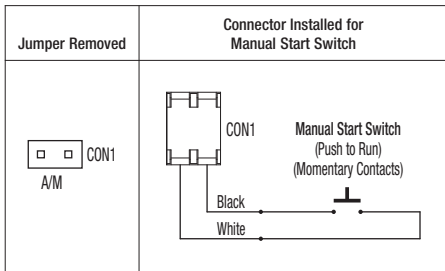 Jumper Removed
Connector Installed for
Manual Start Switch
CON1
A/M
CON1
Manual Start Switch
(Push to Run)
(Momentary Contacts)
Black
White